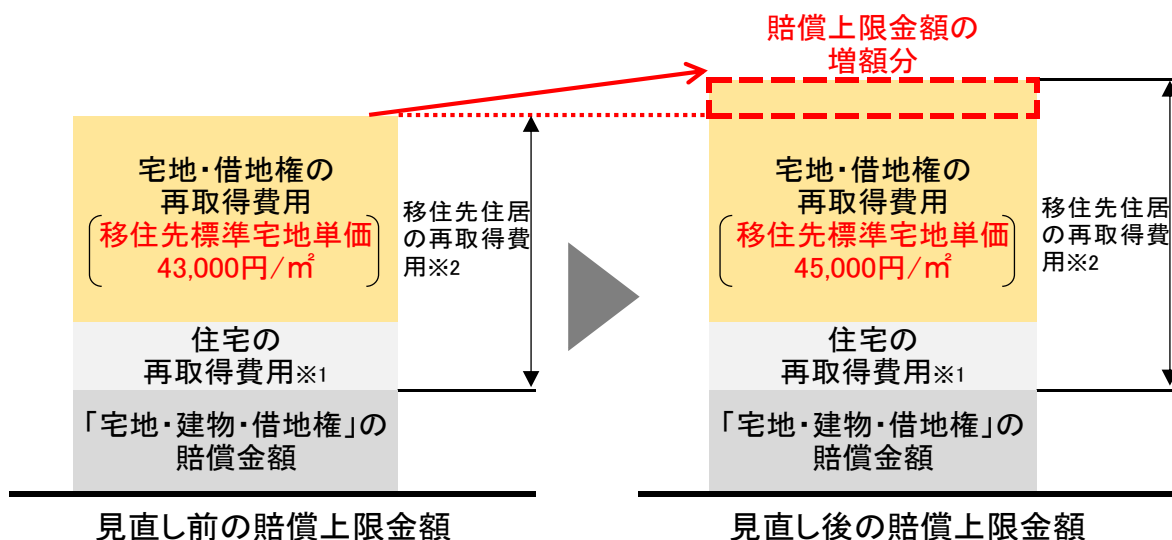 賠償上限金額の
増額分
宅地・借地権の
再取得費用
移住先標準宅地単価
43,000円/㎡
移住先住居
の再取得費
用※2
住宅の
再取得費用※1
「宅地・建物・借地権」の
賠償金額
見直し前の賠償上限金額
宅地・借地権の
再取得費用
移住先標準宅地単価
45,000円/㎡
移住先住居
の再取得費
用※2
住宅の
再取得費用※1
「宅地・建物・借地権」の
賠償金額
見直し後の賠償上限金額